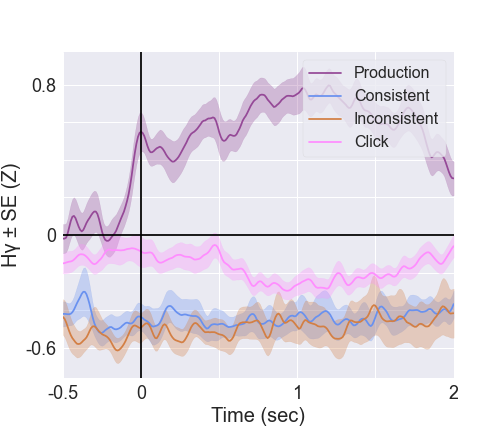 Production
Consistent
Inconsistent
Click
0.8
0
-0.6
Hγ ± SE (Z)
-0.5
0
1
2
Time (sec)